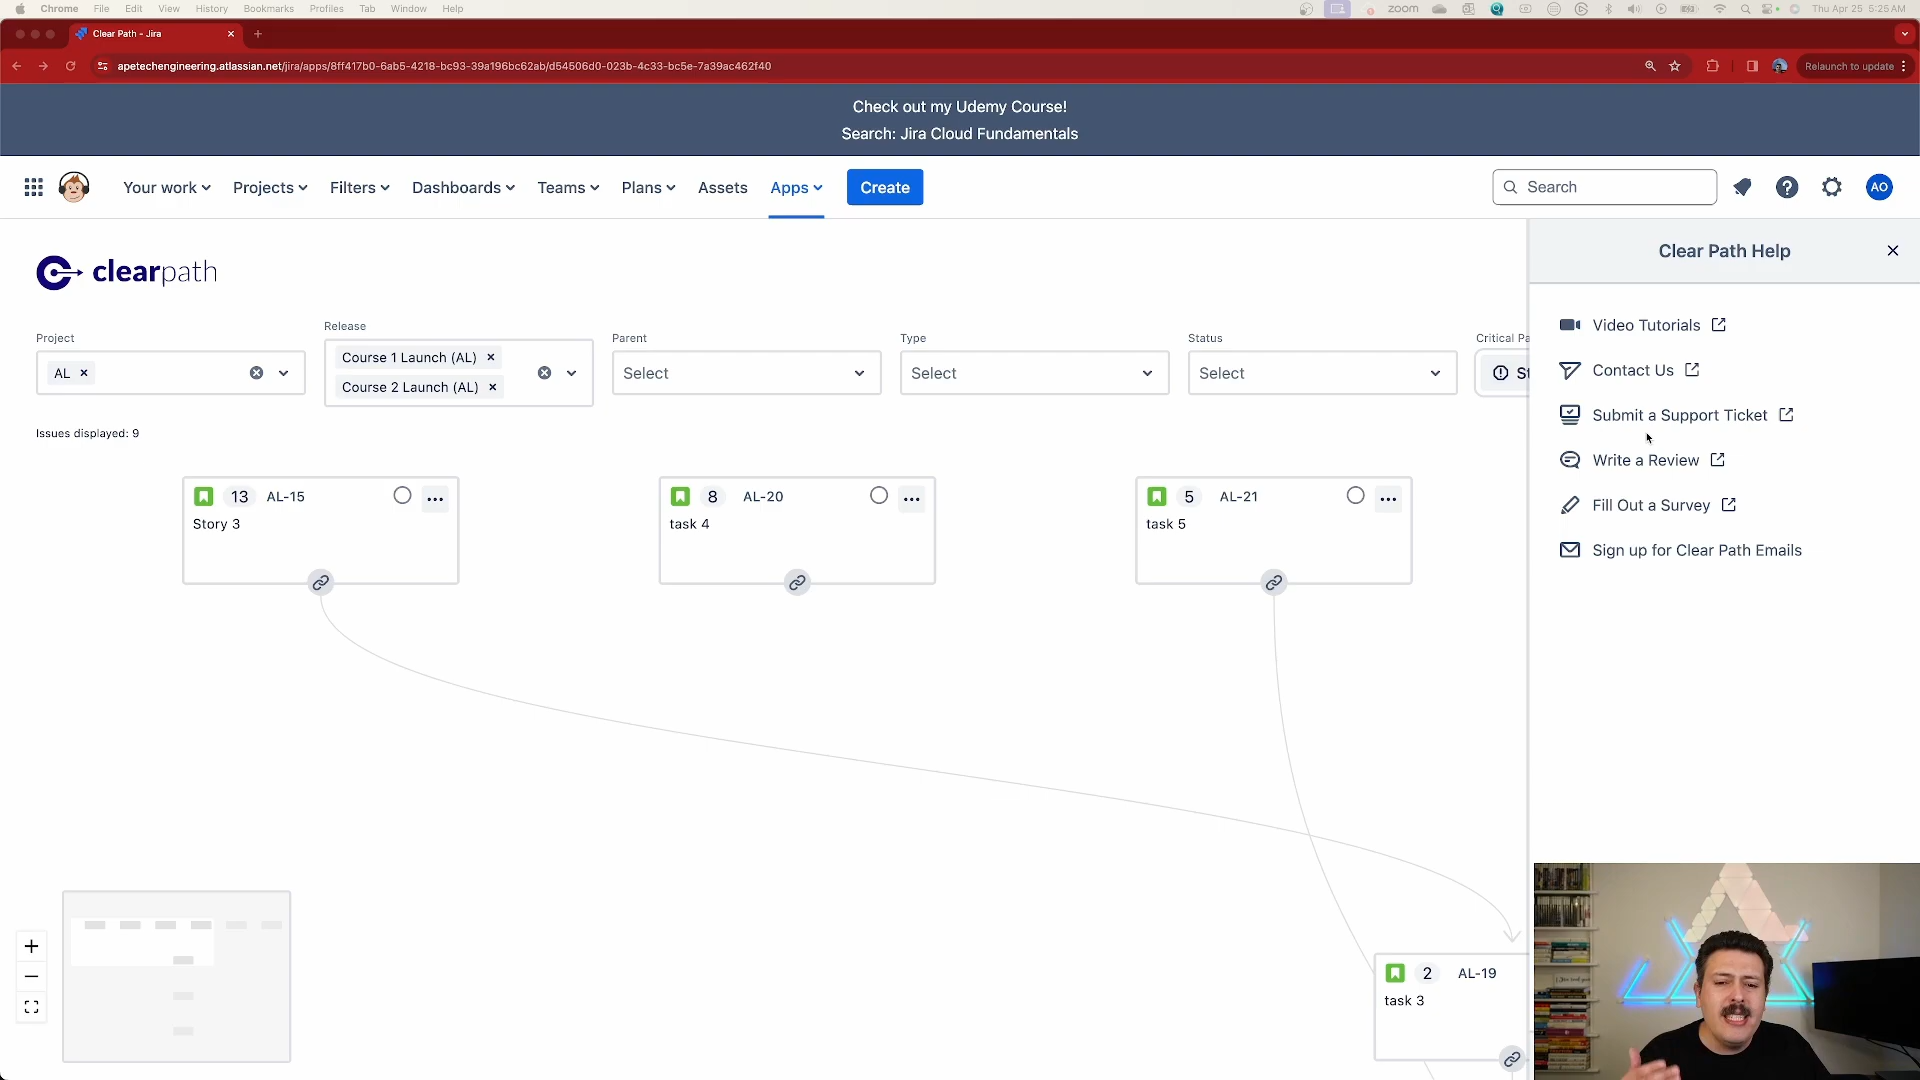 Chrome File Edit View History Bookmarks Profiles Tab Window Help
zoom
Thu Apr 25 5:25 AM
Clear Path - Jira
apetechengineering.atlassian.net/jira/apps/8ff417b0-6ab5-4218-bc93-39a196bc62ab/d54506d0-023b-4c33-bc5e-7a39ac462f40
Relaunch to update
Check out my Udemy Course!
Search: Jira Cloud Fundamentals
Your work Projects Filters Dashboards Teams Plans Assets Apps Create
Search
AO
clearpath
Clear Path Help
Project
AL
Release
Course 1 Launch (AL)
Course 2 Launch (AL)
Parent
Select
Type
Select
Status
Select
Critical Pa
St
Issues displayed: 9
Video Tutorials
Contact Us
Submit a Support Ticket
Write a Review
Fill Out a Survey
Sign up for Clear Path Emails
13 AL-15
Story 3
8 AL-20
task 4
5 AL-21
task 5
2 AL-19
task 3